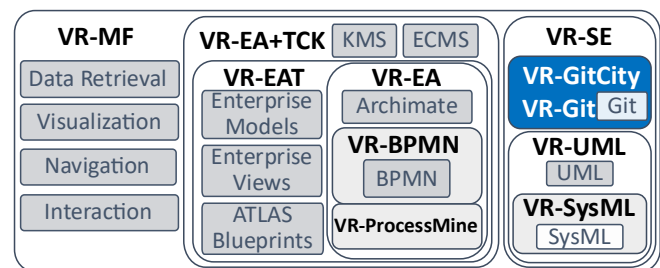 VR-MF
Data Retrieval
Visualization
Navigation
Interaction
VR-EA+TCK
KMS
ECMS
VR-EAT
Enterprise
Models
Enterprise
Views
ATLAS
Blueprints
VR-EA
Archimate
VR-BPMN
BPMN
VR-ProcessMine
VR-SE
VR-GitCity
VR-Git
Git
VR-UML
UML
VR-SysML
SysML